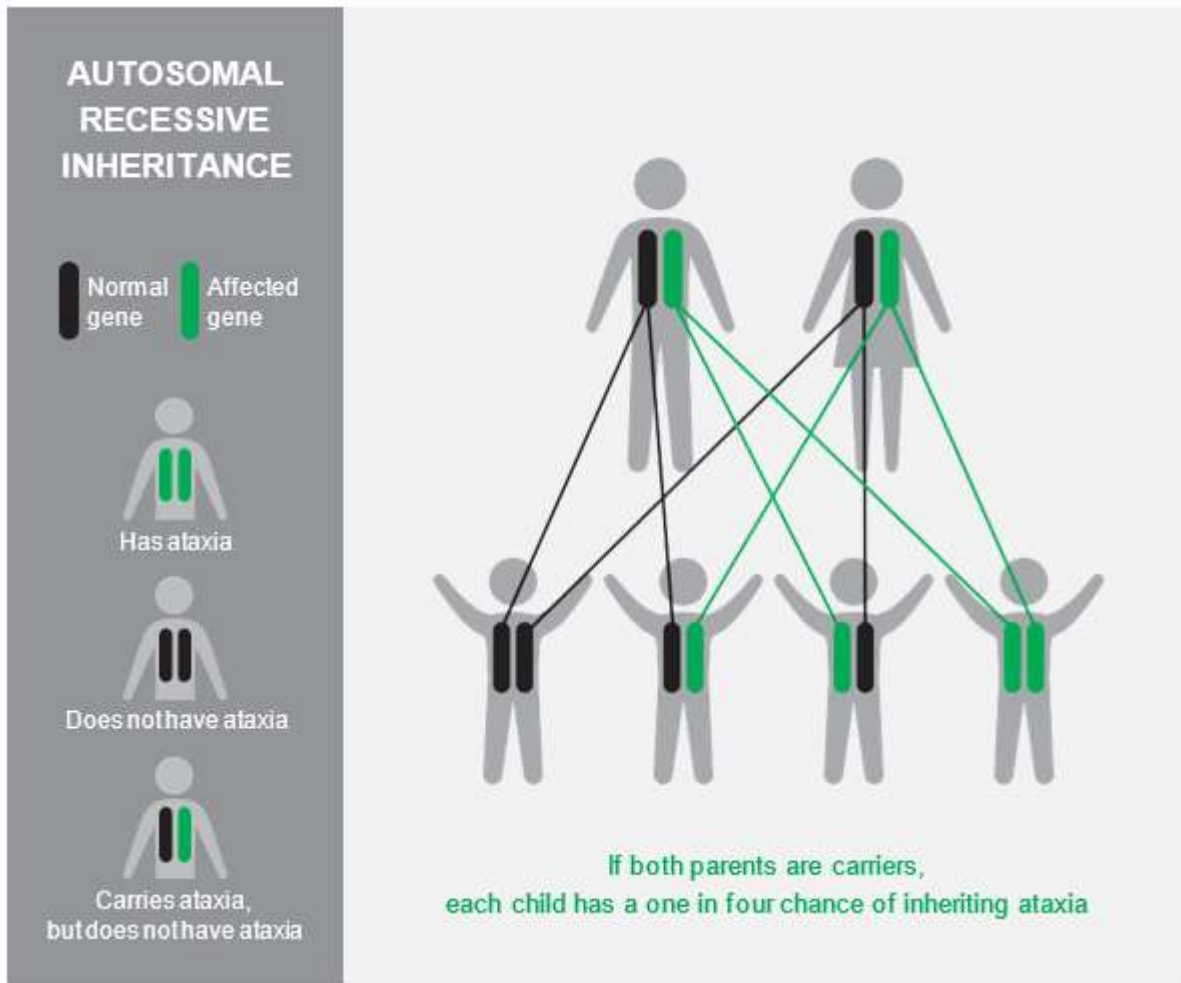 AUTOSOMAL
RECESSIVE
INHERITANCE
Normal
gene
Affected
gene
Has ataxia
Does not have ataxia
Carries ataxia,
but does not have ataxia
If both parents are carriers,
each child has a one in four chance of inheriting ataxia